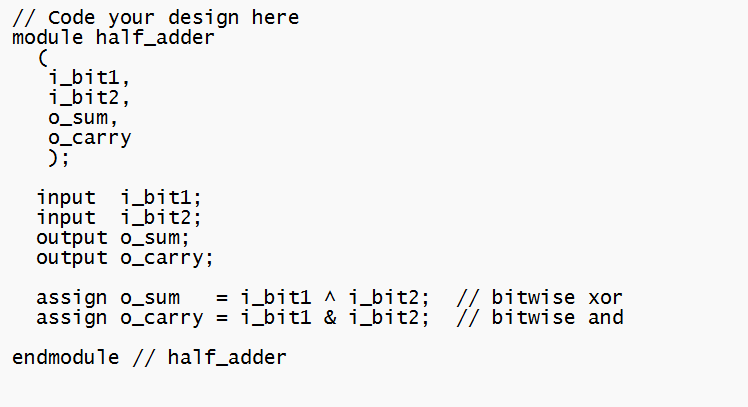 // Code your design here
module half_adder
  (
   i_bit1,
   i_bit2,
   o_sum,
   o_carry
   );
  input  i_bit1;
  input  i_bit2;
  output o_sum;
  output o_carry;
  assign o_sum   = i_bit1 ^ i_bit2;  // bitwise xor
  assign o_carry = i_bit1 & i_bit2;  // bitwise and
endmodule // half_adder